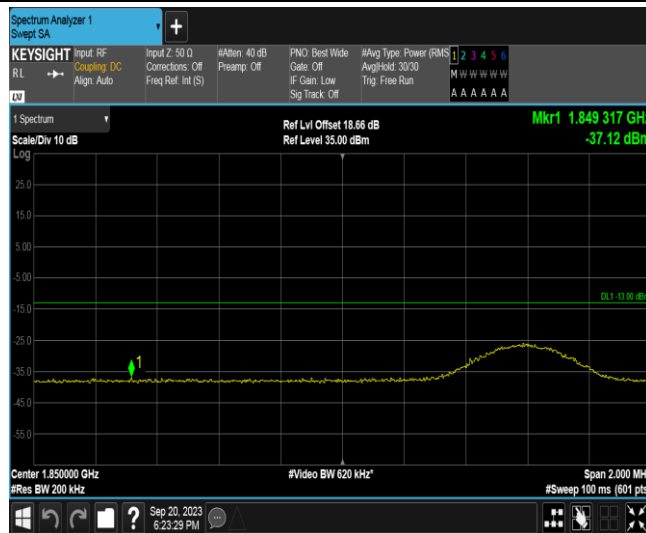 Spectrum Analyzer 1
Swept SA
+
KEYSIGHT
RL
Input: RF
Coupling: DC
Align: Auto
Input Z: 50 Ω
Corrections: Off
Freq Ref: Int (S)
#Atten: 40 dB
Preamp: Off
PNO: Best Wide
Gate: Off
IF Gain: Low
Sig Track: Off
#Avg Type: Power (RMS
Avg|Hold: 30/30
Trig: Free Run
1 2 3 4 5 6
M W W W W W
A A A A A A
LXI
1 Spectrum
Scale/Div 10 dB
Ref Lvl Offset 18.66 dB
Ref Level 35.00 dBm
Mkr1 1.849 317 GHz
-37.12 dBm
Log
25.0
15.0
5.00
-5.00
-15.0
DL1 -13.00 dBm
-25.0
1
-35.0
-45.0
-55.0
Center 1.850000 GHz
#Video BW 620 kHz*
Span 2.000 MH
#Res BW 200 kHz
#Sweep 100 ms (601 pts
?
Sep 20, 2023
6:23:29 PM